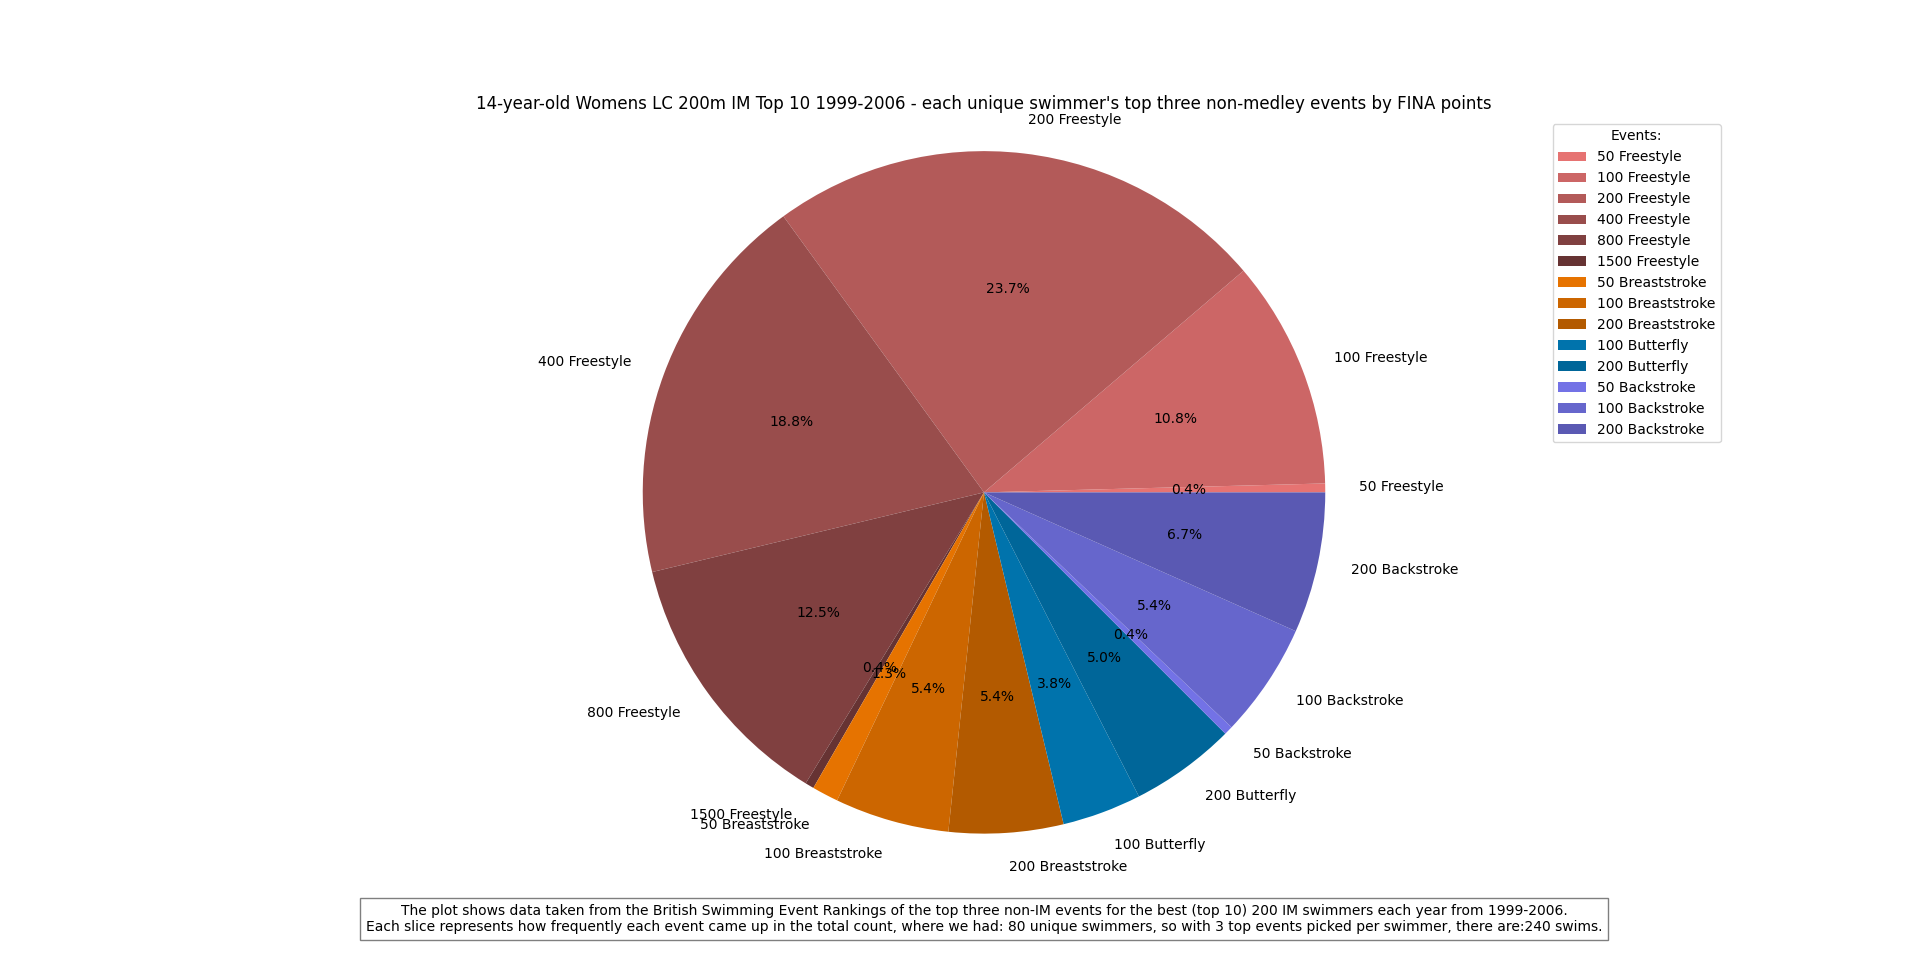 14-year-old Womens LC 200m IM Top 10 1999-2006 - each unique swimmer's top three non-medley events by FINA points
200 Freestyle
Events:
50 Freestyle
100 Freestyle
200 Freestyle
400 Freestyle
800 Freestyle
1500 Freestyle
50 Breaststroke
100 Breaststroke
200 Breaststroke
100 Butterfly
200 Butterfly
50 Backstroke
100 Backstroke
200 Backstroke
23.7%
100 Freestyle
400 Freestyle
10.8%
18.8%
50 Freestyle
0.4%
6.7%
200 Backstroke
5.4%
12.5%
0.4%
5.0%
0.4%
1.3%
3.8%
5.4%
5.4%
100 Backstroke
800 Freestyle
50 Backstroke
200 Butterfly
1500 Freestyle
50 Breaststroke
100 Butterfly
100 Breaststroke
200 Breaststroke
The plot shows data taken from the British Swimming Event Rankings of the top three non-IM events for the best (top 10) 200 IM swimmers each year from 1999-2006.
Each slice represents how frequently each event came up in the total count, where we had: 80 unique swimmers, so with 3 top events picked per swimmer, there are:240 swims.